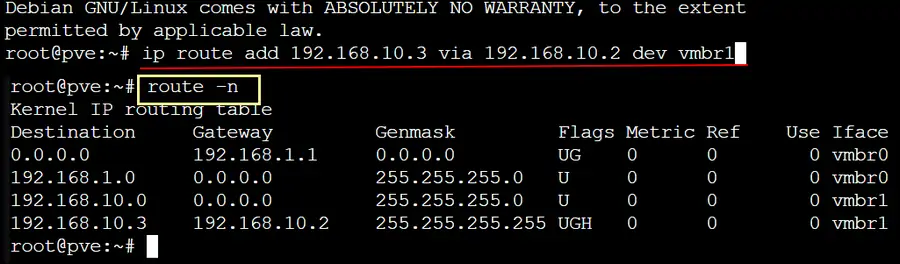 Debian GNU/Linux comes with ABSOLUTELY NO WARRANTY, to the extent
permitted by applicable law.
root@pve:~# ip route add 192.168.10.3 via 192.168.10.2 dev vmbr1
root@pve:~# route -n
Kernel IP routing table
Destination Gateway Genmask Flags Metric Ref Use Iface
0.0.0.0 192.168.1.1 0.0.0.0 UG 0 0 0 vmbr0
192.168.1.0 0.0.0.0 255.255.255.0 U 0 0 0 vmbr0
192.168.10.0 0.0.0.0 255.255.255.0 U 0 0 0 vmbr1
192.168.10.3 192.168.10.2 255.255.255.255 UGH 0 0 0 vmbr1
root@pve:~#